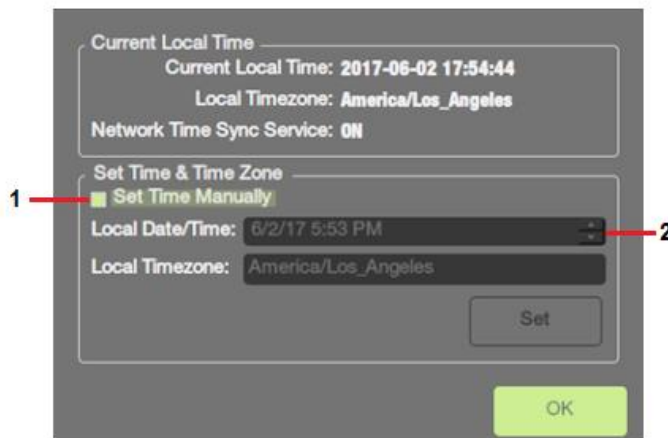 Current Local Time
Current Local Time: 2017-06-02 17:54:44
Local Timezone: America/Los_Angeles
Network Time Sync Service: ON
Set Time & Time Zone
1
Set Time Manually
Local Date/Time: 6/2/17 5:53 PM
2
Local Timezone: America/Los_Angeles
Set
OK